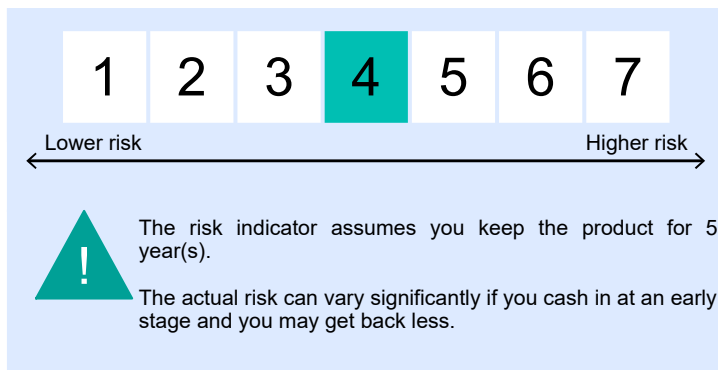 1 2 3 4 5 6 7
Lower risk Higher risk
The risk indicator assumes you keep the product for 5
year(s).
!
The actual risk can vary significantly if you cash in at an early
stage and you may get back less.